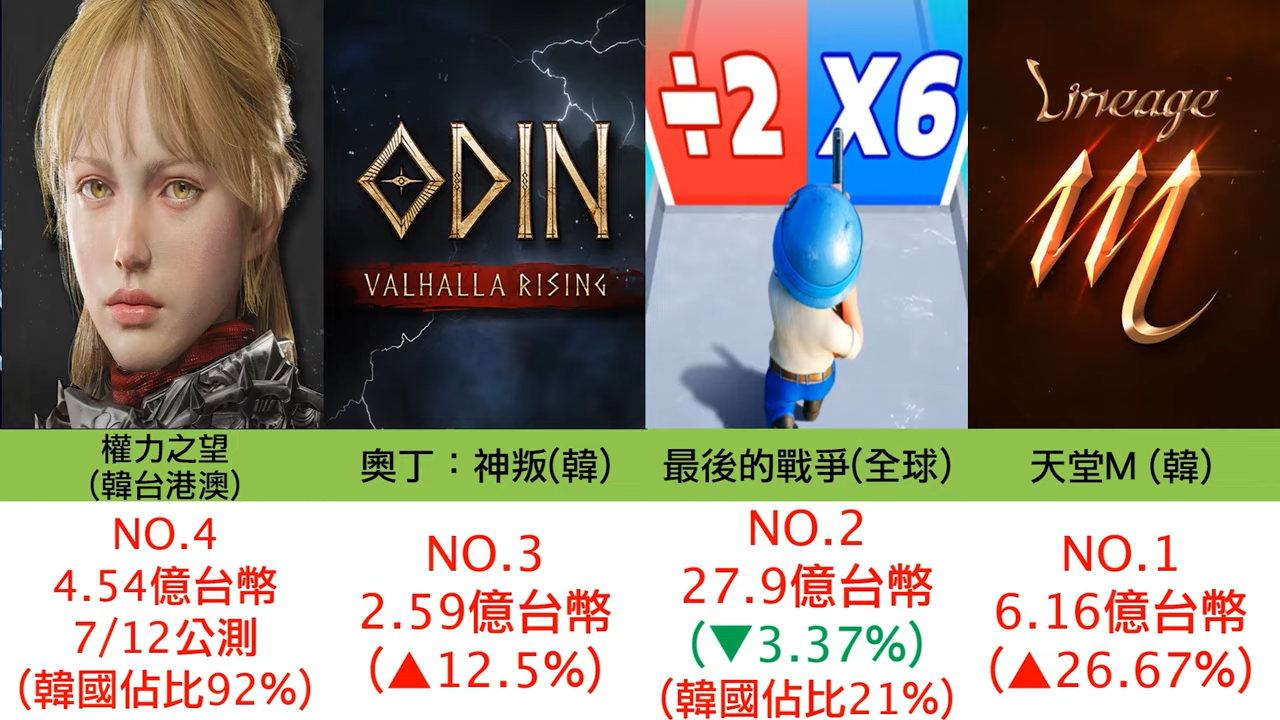 ODIN
VALHALLA RISING
÷2
X6
Lineage
M
權力之望
(韓台港澳)
NO.4
4.54億台幣
7/12公測
(韓國佔比92%)
奧丁：神叛(韓)
NO.3
2.59億台幣
(▲12.5%)
最後的戰爭(全球)
NO.2
27.9億台幣
(▼3.37%)
(韓國佔比21%)
天堂M (韓)
NO.1
6.16億台幣
(▲26.67%)